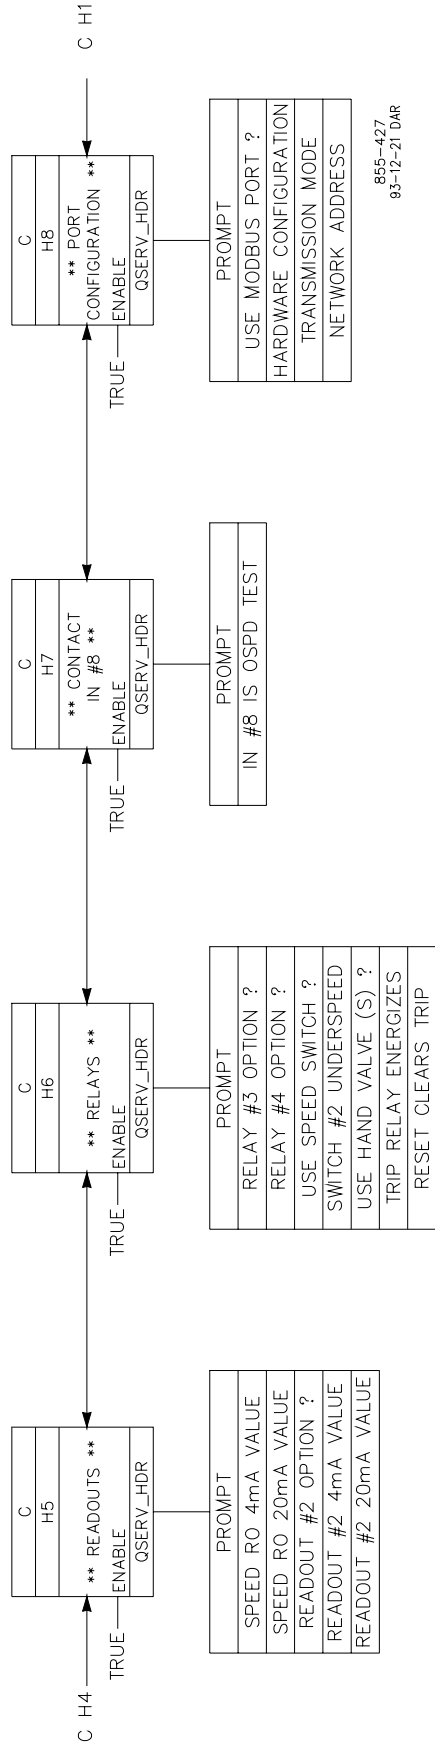 C H4
C
H5
** READOUTS **
TRUE
ENABLE
QSERV_HDR
PROMPT
SPEED RO 4mA VALUE
SPEED RO 20mA VALUE
READOUT #2 OPTION ?
READOUT #2 4mA VALUE
READOUT #2 20mA VALUE
C
H6
** RELAYS **
TRUE
ENABLE
QSERV_HDR
PROMPT
RELAY #3 OPTION ?
RELAY #4 OPTION ?
USE SPEED SWITCH ?
SWITCH #2 UNDERSPEED
USE HAND VALVE (S) ?
TRIP RELAY ENERGIZES
RESET CLEARS TRIP
C
H7
** CONTACT
IN #8 **
TRUE
ENABLE
QSERV_HDR
PROMPT
IN #8 IS OSPD TEST
C
H8
** PORT
CONFIGURATION **
TRUE
ENABLE
QSERV_HDR
PROMPT
USE MODBUS PORT ?
HARDWARE CONFIGURATION
TRANSMISSION MODE
NETWORK ADDRESS
C H1
855-427
93-12-21 DAR